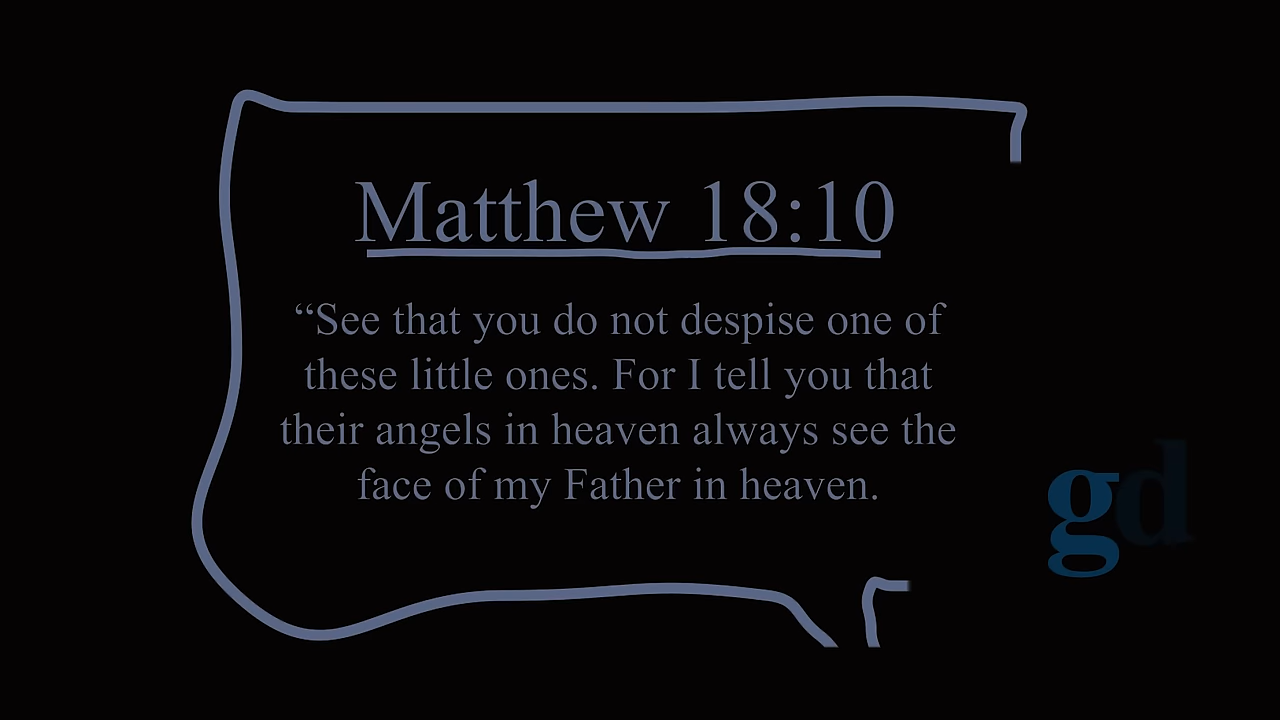 Matthew 18:10
“See that you do not despise one of
these little ones. For I tell you that
their angels in heaven always see the
face of my Father in heaven.
gd